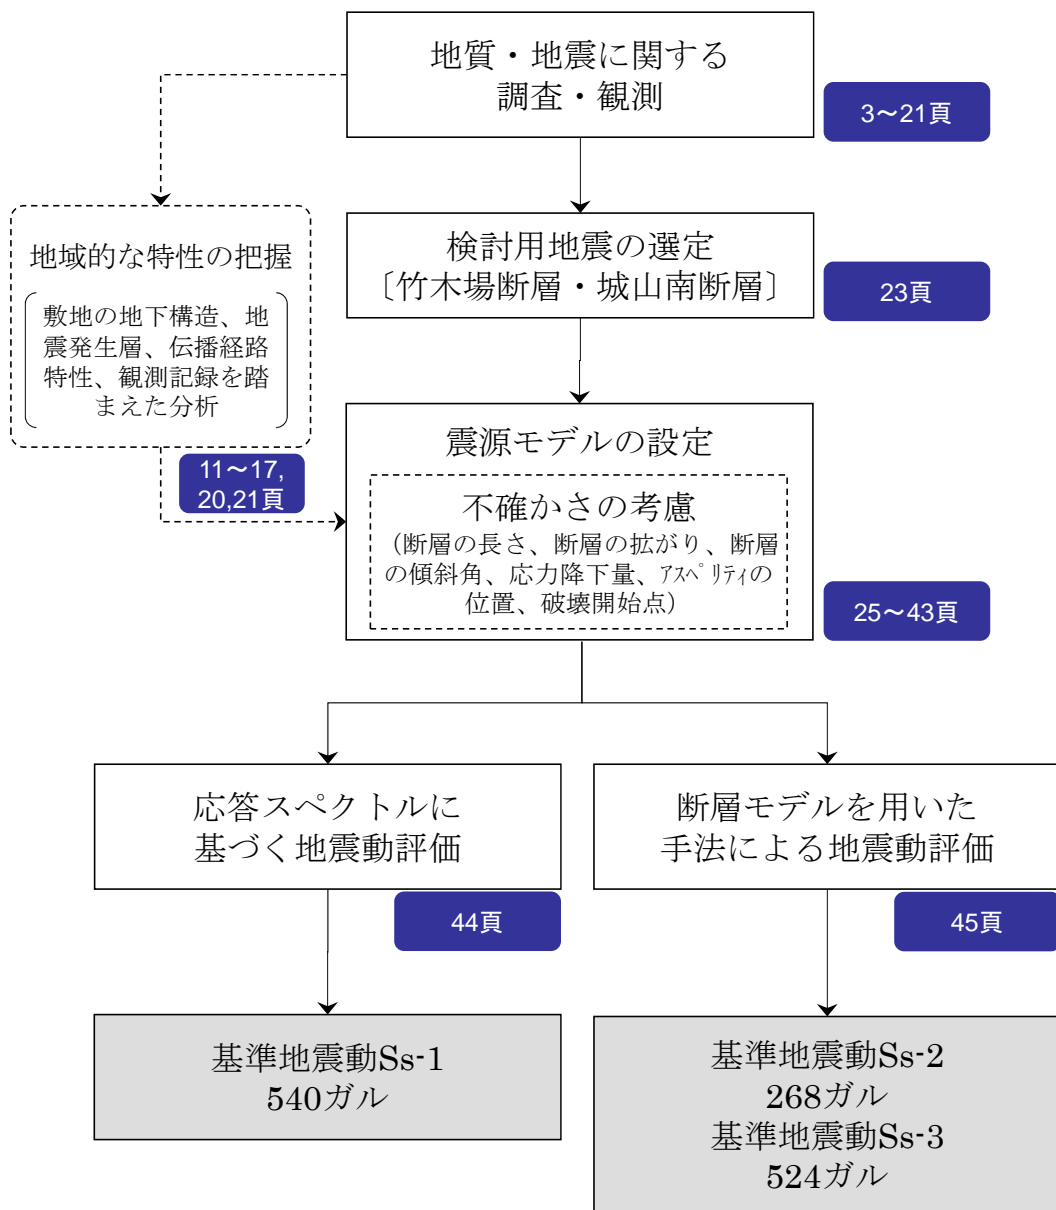 地質・地震に関する
調査・観測
3～21頁
検討用地震の選定
〔竹木場断層・城山南断層〕
23頁
地域的な特性の把握
敷地の地下構造、地
震発生層、伝播経路
特性、観測記録を踏
まえた分析
11～17,
20,21頁
震源モデルの設定
不確かさの考慮
（断層の長さ、断層の拡がり、断層
の傾斜角、応力降下量、ｱｽﾍﾟﾘﾃｨの
位置、破壊開始点）
25～43頁
応答スペクトルに
基づく地震動評価
44頁
断層モデルを用いた
手法による地震動評価
45頁
基準地震動Ss-1
540ガル
基準地震動Ss-2
268ガル
基準地震動Ss-3
524ガル